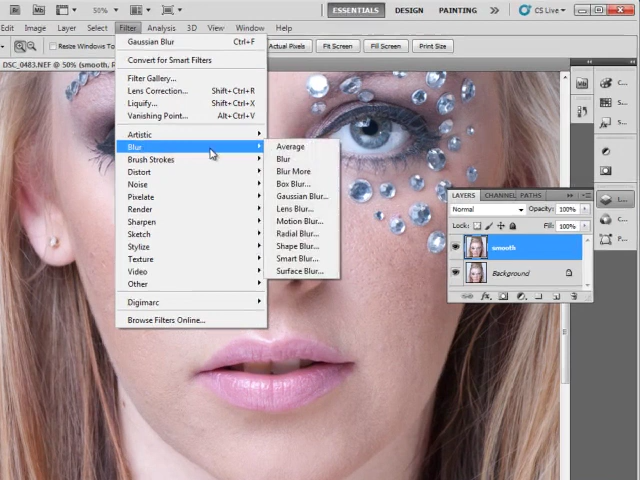 Br Mb 50% ESSENTIALS DESIGN PAINTING >> CS Live
Edit Image Layer Select Filter Analysis 3D View Window Help
Resize Windows To Actual Pixels Fit Screen Fill Screen Print Size
DSC_0483.NEF @ 50% (smooth, R
Gaussian Blur Ctrl+F
Convert for Smart Filters
Filter Gallery...
Lens Correction... Shift+Ctrl+R
Liquify... Shift+Ctrl+X
Vanishing Point... Alt+Ctrl+V
Artistic
Blur
Brush Strokes
Distort
Noise
Pixelate
Render
Sharpen
Sketch
Stylize
Texture
Video
Other
Digimarc
Browse Filters Online...
Average
Blur
Blur More
Box Blur...
Gaussian Blur...
Lens Blur...
Motion Blur...
Radial Blur...
Shape Blur...
Smart Blur...
Surface Blur...
C...
S...
A...
M...
L...
C...
P...
LAYERS CHANNEL PATHS
Normal Opacity: 100%
Lock: Fill: 100%
smooth
Background